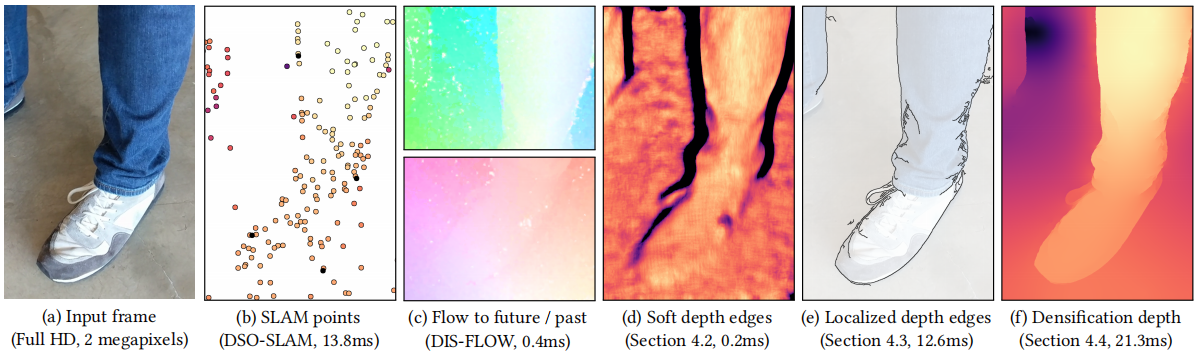 (a) Input frame
(Full HD, 2 megapixels)
(b) SLAM points
(DSO-SLAM, 13.8ms)
(c) Flow to future / past
(DIS-FLOW, 0.4ms)
(d) Soft depth edges
(Section 4.2, 0.2ms)
(e) Localized depth edges
(Section 4.3, 12.6ms)
(f) Densification depth
(Section 4.4, 21.3ms)